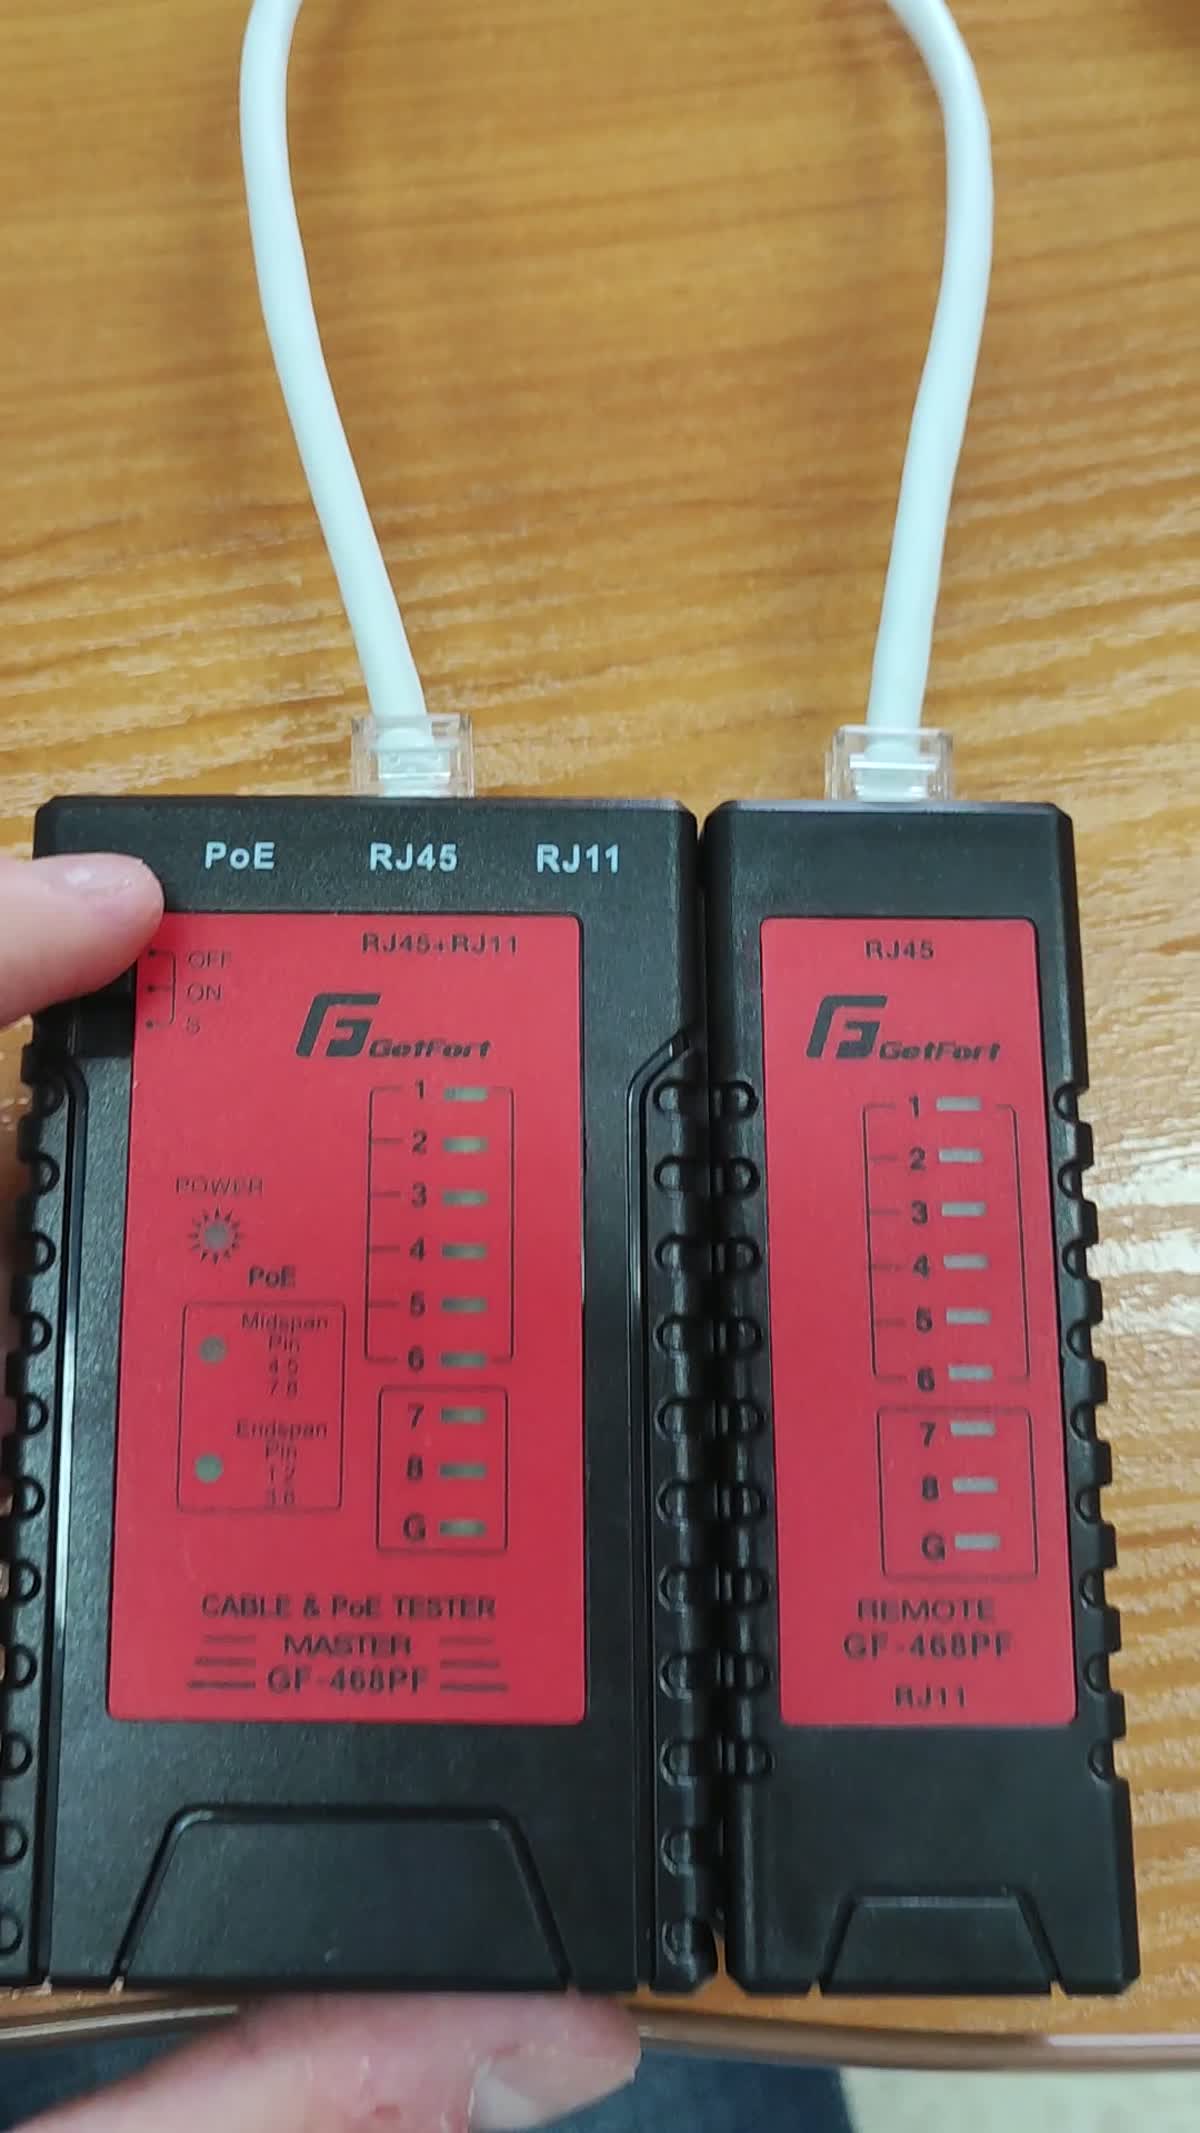 PoE RJ45 RJ11
OFF
ON
S
RJ45+RJ11
GetFort
1
2
3
4
5
6
7
8
G
POWER
PoE
Midspan
Pin
4 5
7 8
Endspan
Pin
1 2
3 6
CABLE & PoE TESTER
MASTER
GF-468PF
RJ45
GetFort
1
2
3
4
5
6
7
8
G
REMOTE
GF-468PF
RJ11